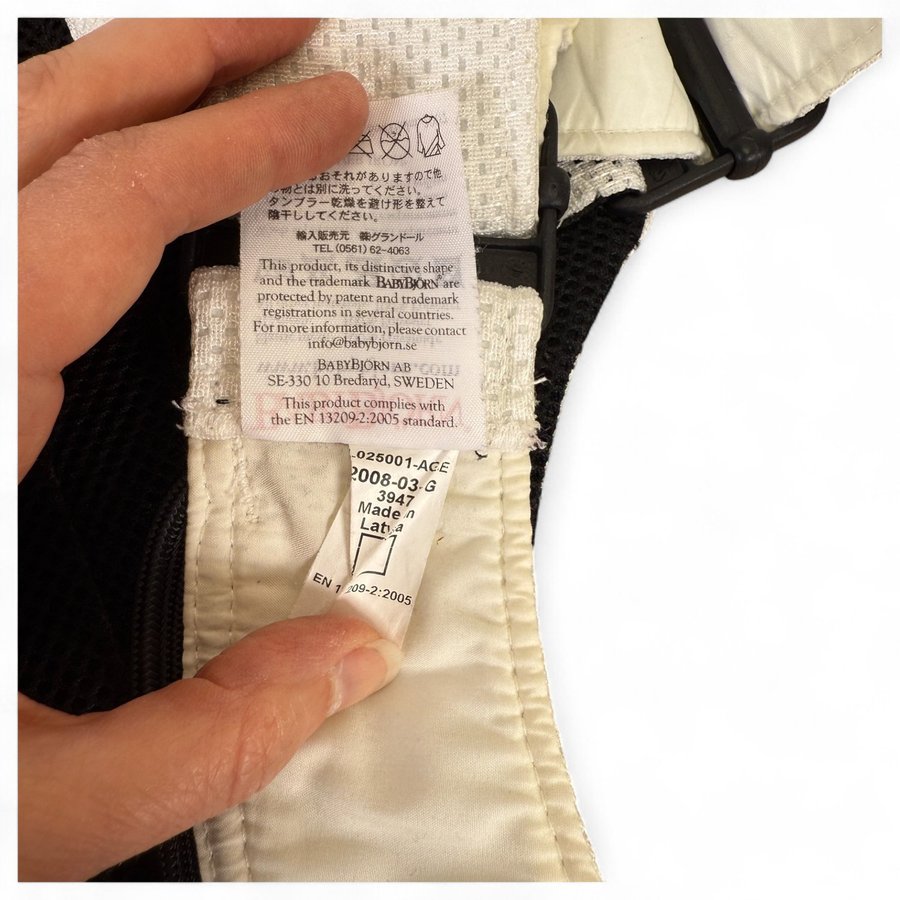 おそれがありますので他
物とは別に洗ってください。
タンブラー乾燥を避け形を整えて
陰干ししてください。
輸入販売元 ㈱グランドール
TEL (0561) 62-4063
This product, its distinctive shape
and the trademark BABYBJÖRN® are
protected by patent and trademark
registrations in several countries.
For more information, please contact
info@babybjorn.se
BABYBJÖRN AB
SE-330 10 Bredaryd, SWEDEN
This product complies with
the EN 13209-2:2005 standard.
025001-AGE
2008-03-G
3947
Made in
Latvia
EN 13209-2:2005